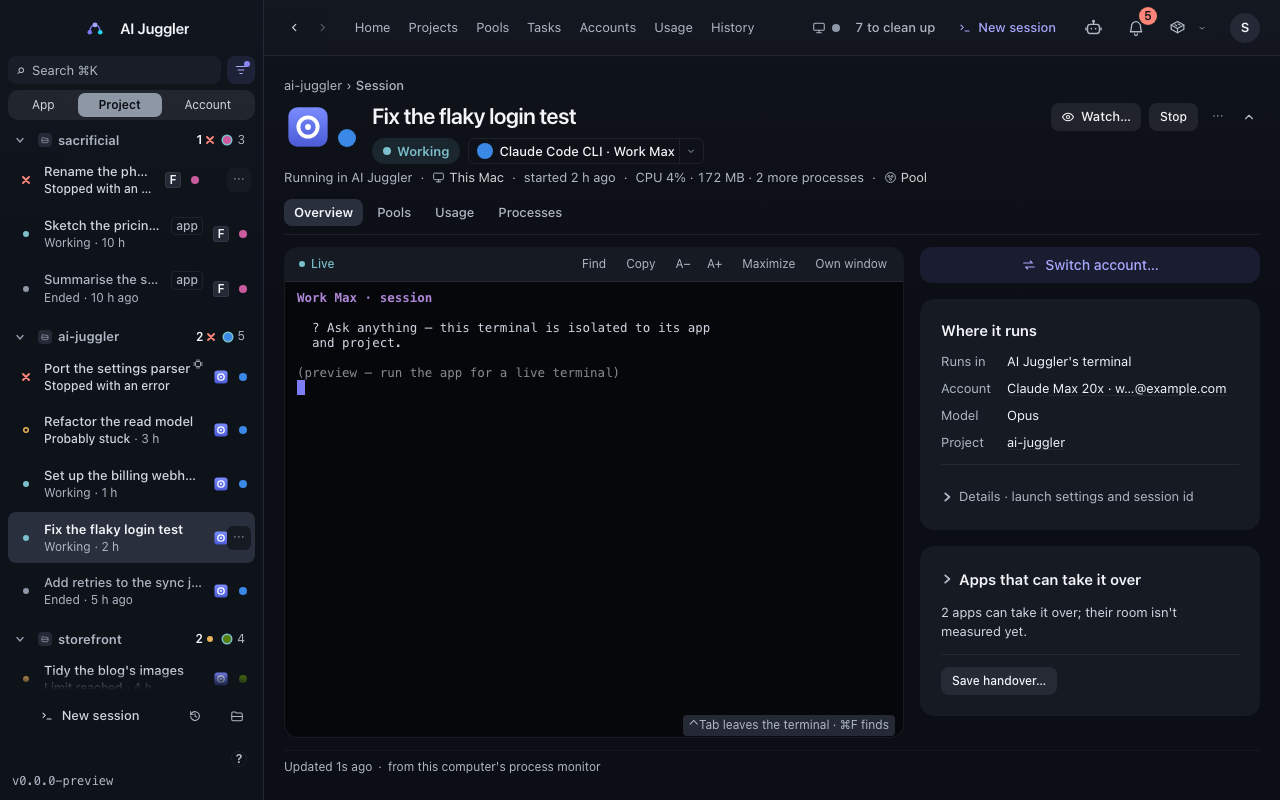 AI Juggler
Search ⌘K
App Project Account
sacrificial 1 3
Rename the ph... F
Stopped with an ...
Sketch the pricin... app F
Working · 10 h
Summarise the s... app F
Ended · 10 h ago
ai-juggler 2 5
Port the settings parser
Stopped with an error
Refactor the read model
Probably stuck · 3 h
Set up the billing webh...
Working · 1 h
Fix the flaky login test
Working · 2 h
Add retries to the sync j...
Ended · 5 h ago
storefront 2 4
Tidy the blog's images
Limit reached · 4 h
New session
?
v0.0.0-preview
Home Projects Pools Tasks Accounts Usage History
7 to clean up
New session
5
S
ai-juggler › Session
Fix the flaky login test
Watch... Stop
Working Claude Code CLI · Work Max
Running in AI Juggler · This Mac · started 2 h ago · CPU 4% · 172 MB · 2 more processes · Pool
Overview Pools Usage Processes
Live Find Copy A− A+ Maximize Own window
Work Max · session
? Ask anything — this terminal is isolated to its app
and project.
(preview — run the app for a live terminal)
^Tab leaves the terminal · ⌘F finds
Switch account...
Where it runs
Runs in AI Juggler's terminal
Account Claude Max 20x · w...@example.com
Model Opus
Project ai-juggler
Details · launch settings and session id
Apps that can take it over
2 apps can take it over; their room isn't
measured yet.
Save handover...
Updated 1s ago · from this computer's process monitor